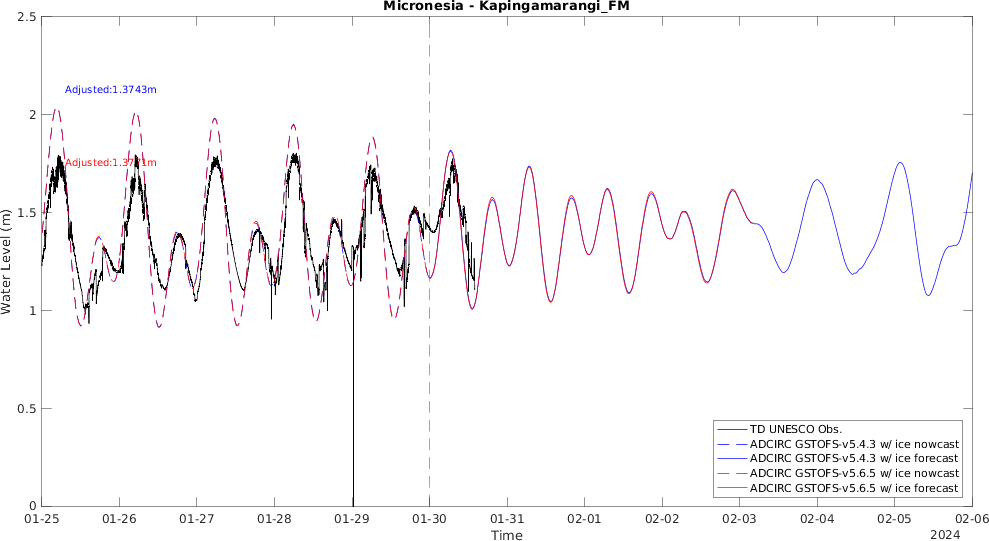 Micronesia - Kapingamarangi_FM
2.5
2
1.5
1
0.5
0
Water Level (m)
Adjusted:1.3743m
01-25
01-26
01-27
01-28
01-29
01-30
01-31
02-01
02-02
02-03
02-04
02-05
02-06
Time
2024
TD UNESCO Obs.
ADCIRC GSTOFS-v5.4.3 w/ ice nowcast
ADCIRC GSTOFS-v5.4.3 w/ ice forecast
ADCIRC GSTOFS-v5.6.5 w/ ice nowcast
ADCIRC GSTOFS-v5.6.5 w/ ice forecast